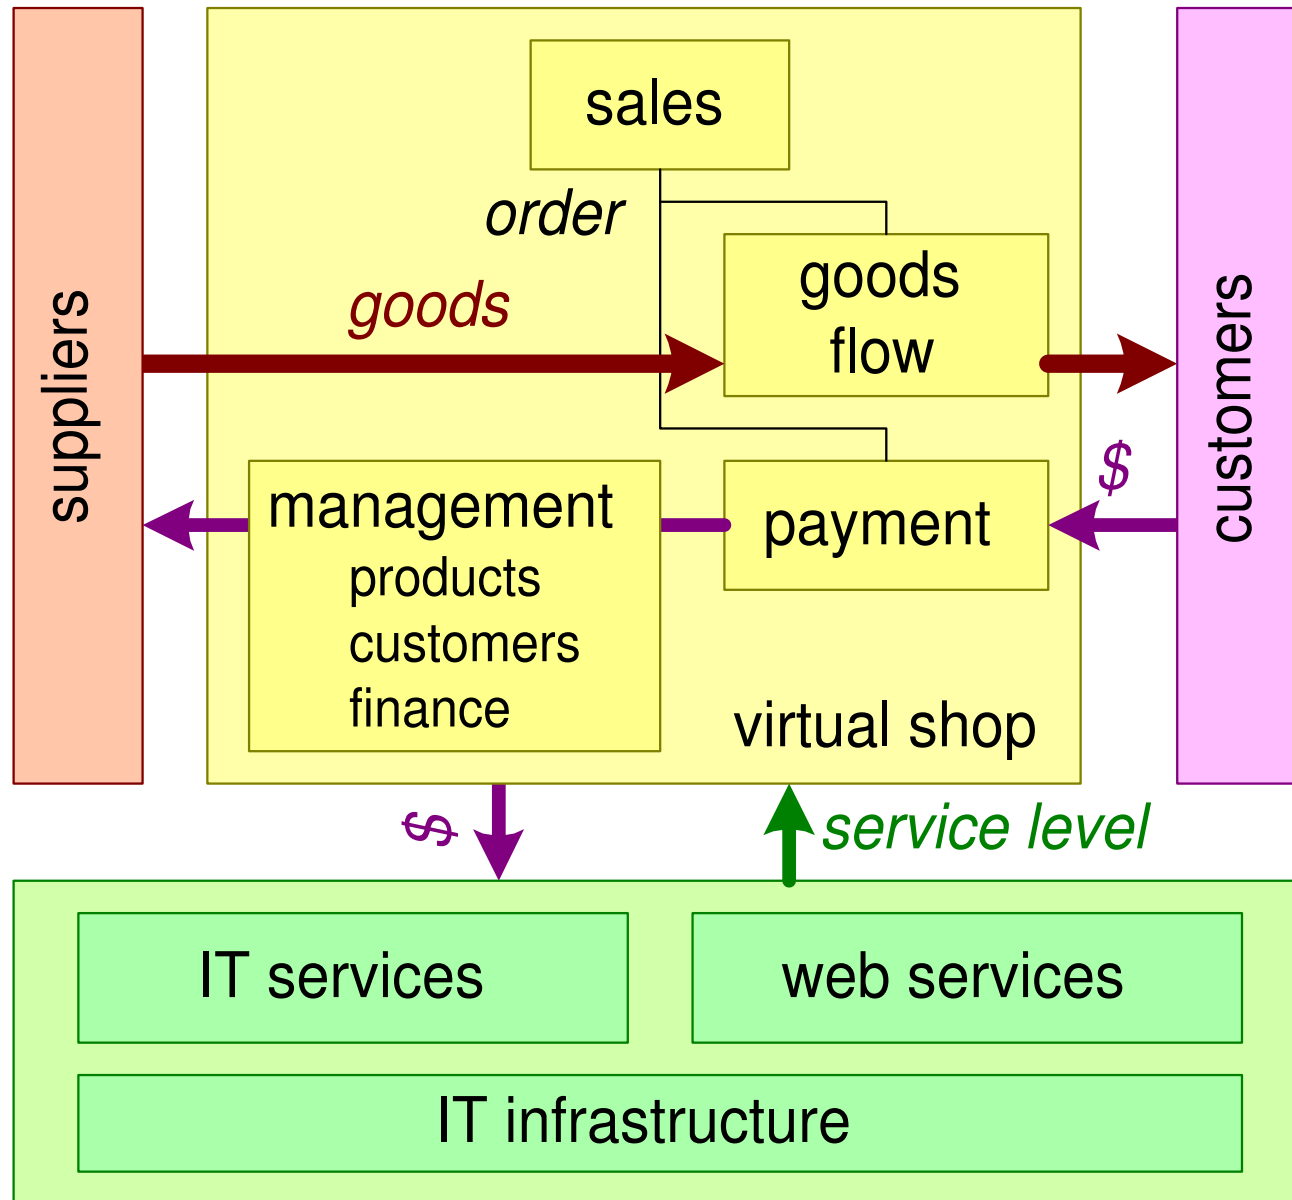 sales
order
goods
flow
goods
suppliers
customers
$
management
products
customers
finance
payment
virtual shop
$
service level
IT services
web services
IT infrastructure